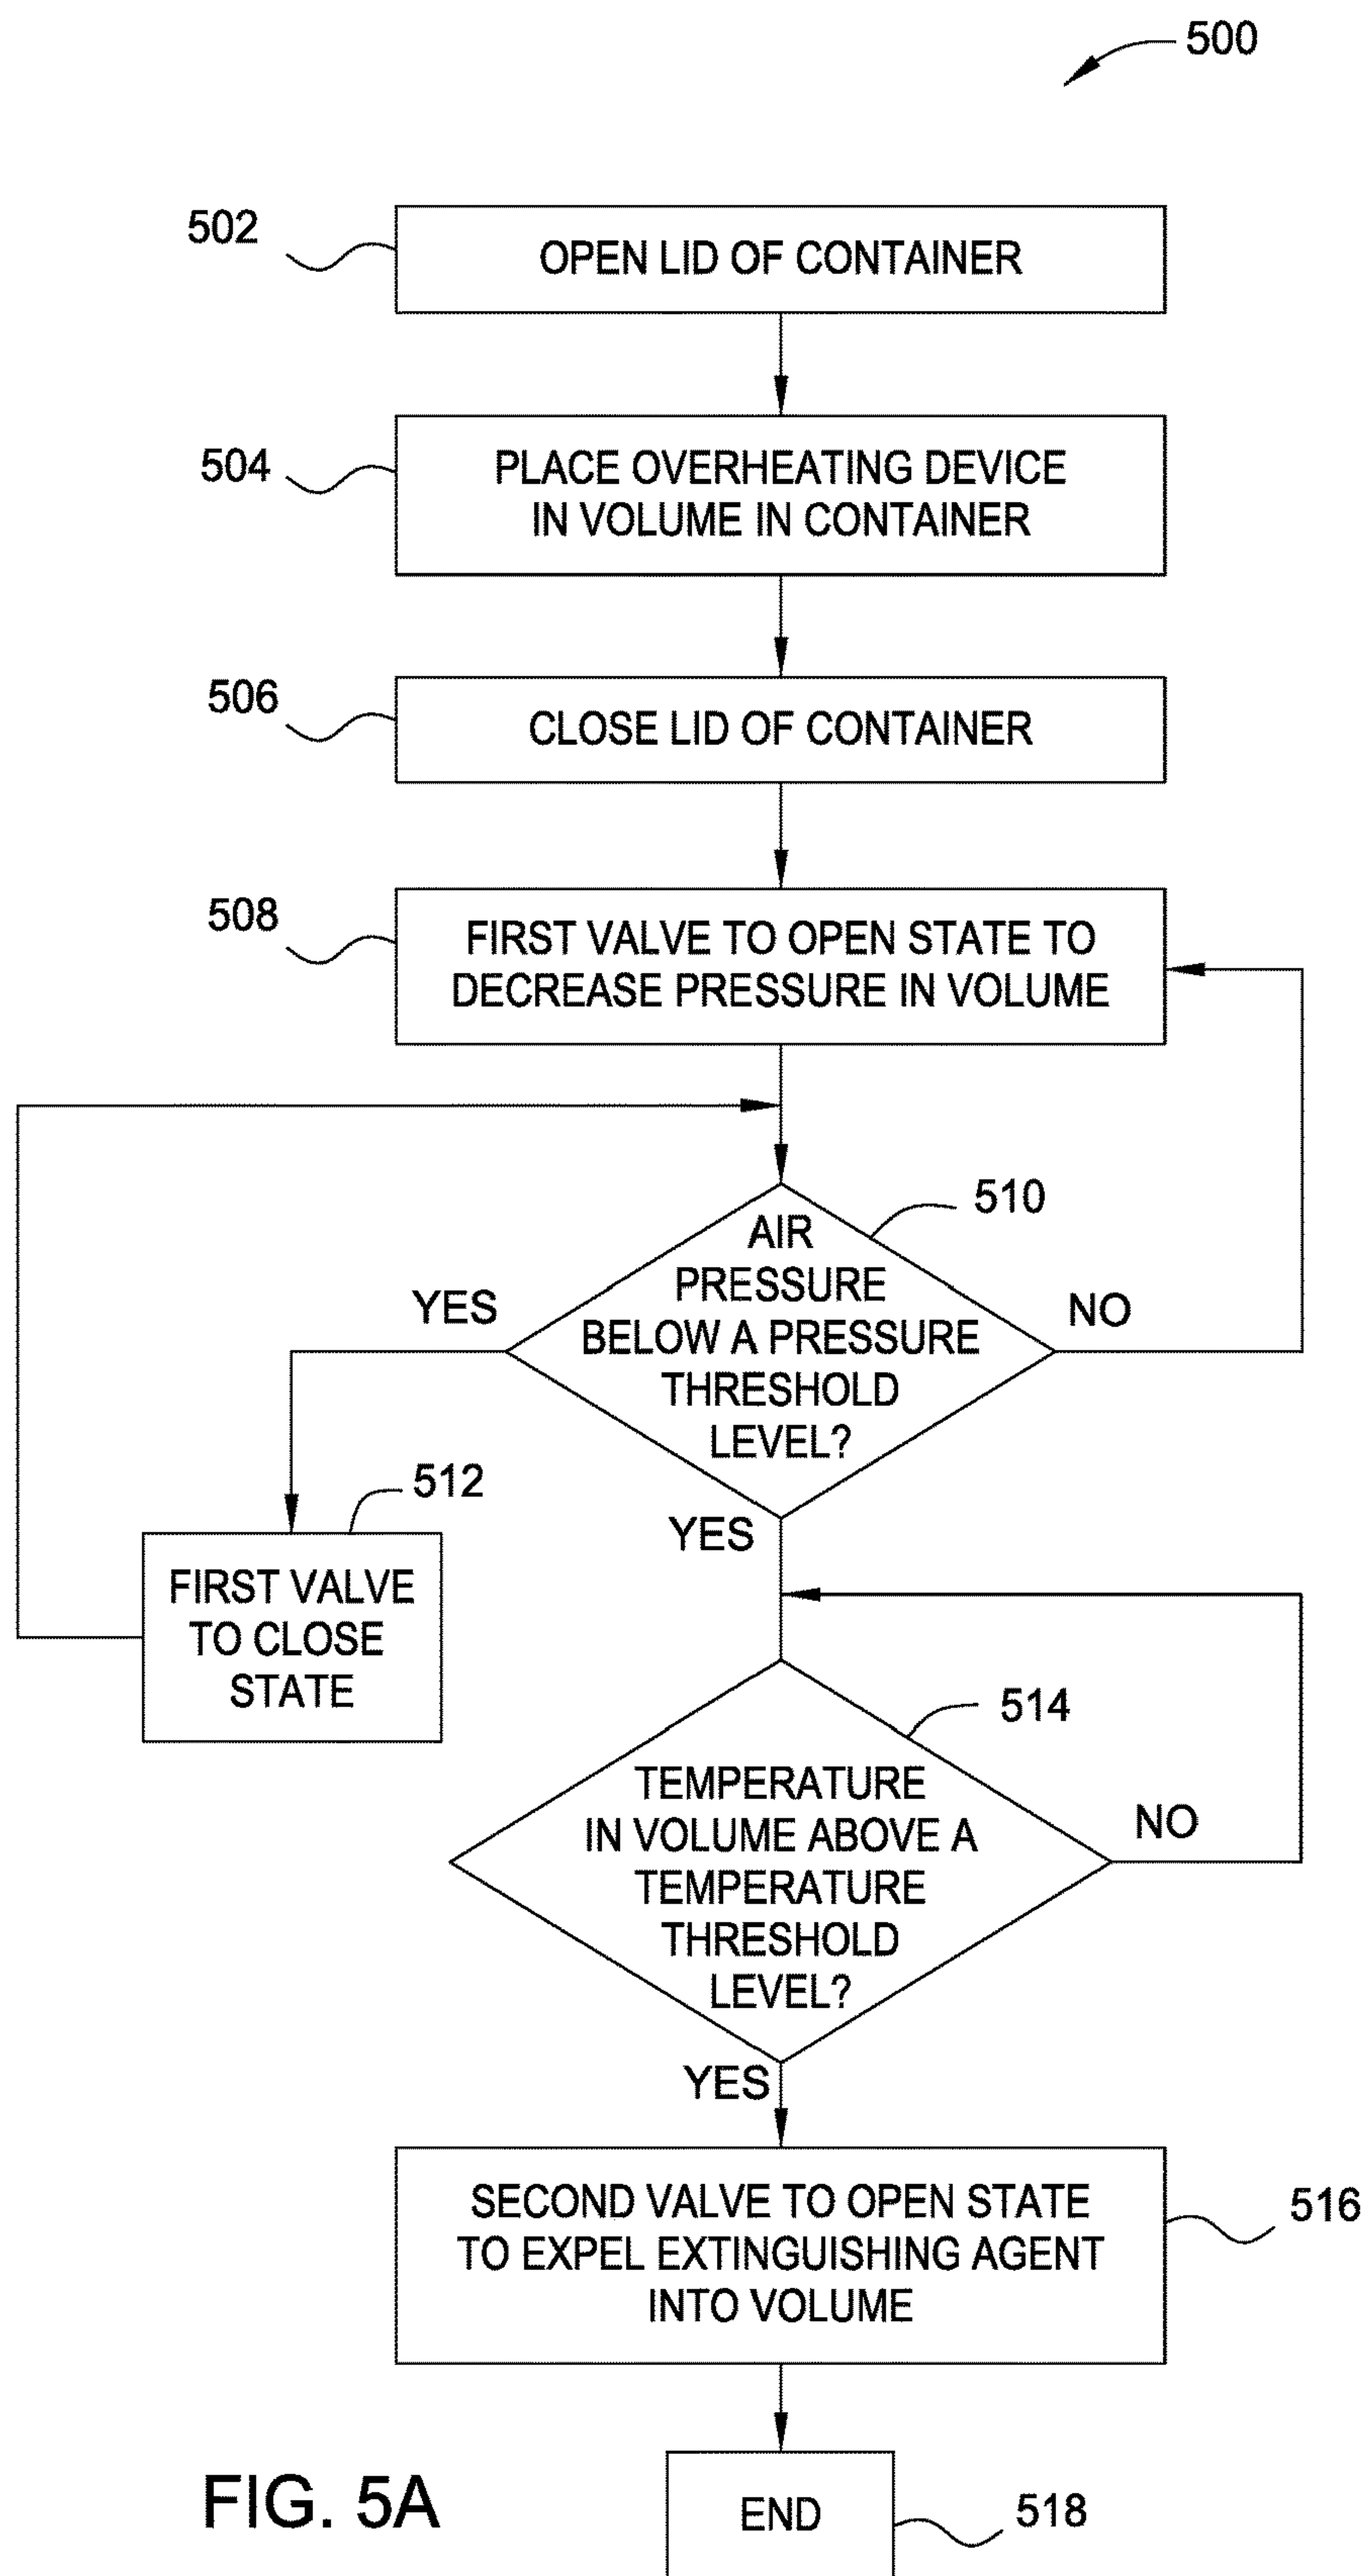 500
502
OPEN LID OF CONTAINER
504
PLACE OVERHEATING DEVICE
IN VOLUME IN CONTAINER
506
CLOSE LID OF CONTAINER
508
FIRST VALVE TO OPEN STATE TO
DECREASE PRESSURE IN VOLUME
510
AIR
PRESSURE
BELOW A PRESSURE
THRESHOLD
LEVEL?
YES
NO
512
FIRST VALVE
TO CLOSE
STATE
YES
514
TEMPERATURE
IN VOLUME ABOVE A
TEMPERATURE
THRESHOLD
LEVEL?
NO
YES
SECOND VALVE TO OPEN STATE
TO EXPEL EXTINGUISHING AGENT
INTO VOLUME
516
END
518
FIG. 5A